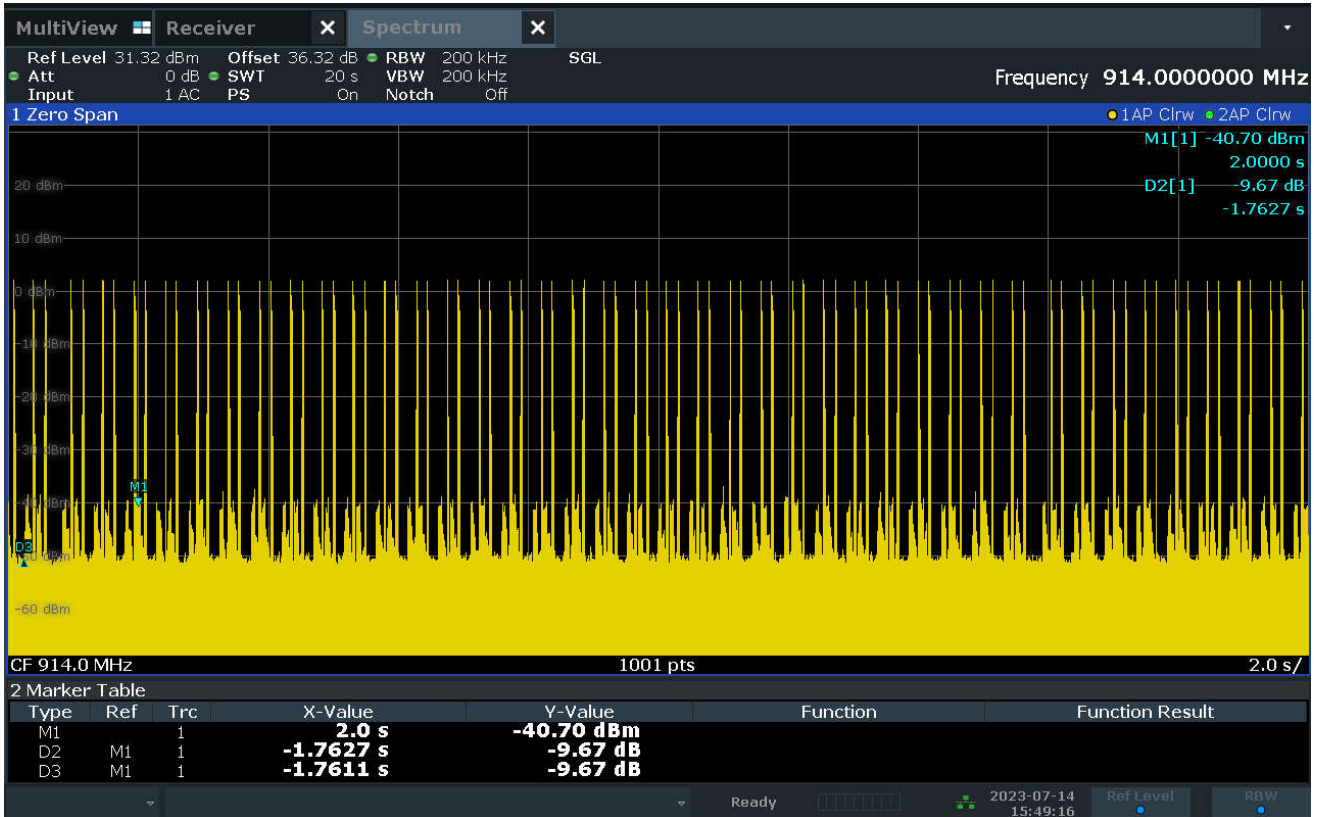 MultiView Receiver X Spectrum X
Ref Level 31.32 dBm Offset 36.32 dB RBW 200 kHz SGL
Att 0 dB SWT 20 s VBW 200 kHz
Input 1 AC PS On Notch Off
Frequency 914.0000000 MHz
1 Zero Span 1AP Clrw 2AP Clrw
M1[1] -40.70 dBm
2.0000 s
20 dBm
D2[1] -9.67 dB
-1.7627 s
10 dBm
0 dBm
-10 dBm
-20 dBm
-30 dBm
M1
-40 dBm
D3
-60 dBm
CF 914.0 MHz 1001 pts 2.0 s/
2 Marker Table
Type Ref Trc X-Value Y-Value Function Function Result
M1 1 2.0 s -40.70 dBm
D2 M1 1 -1.7627 s -9.67 dB
D3 M1 1 -1.7611 s -9.67 dB
Ready 2023-07-14 Ref Level RBW
15:49:16